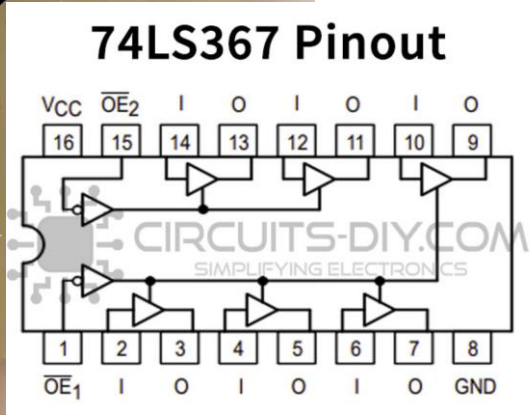 74LS367 Pinout
VCC OE2 I O I O I O
16 15 14 13 12 11 10 9
CIRCUITS-DIY.COM
SIMPLIFYING ELECTRONICS
1 2 3 4 5 6 7 8
OE1 I O I O I O GND